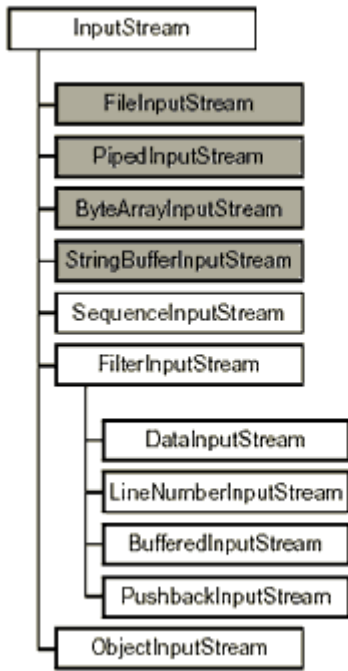 InputStream
FileInputStream
PipedInputStream
ByteArrayInputStream
StringBufferInputStream
SequenceInputStream
FilterInputStream
DataInputStream
LineNumberInputStream
BufferedInputStream
PushbackInputStream
ObjectInputStream